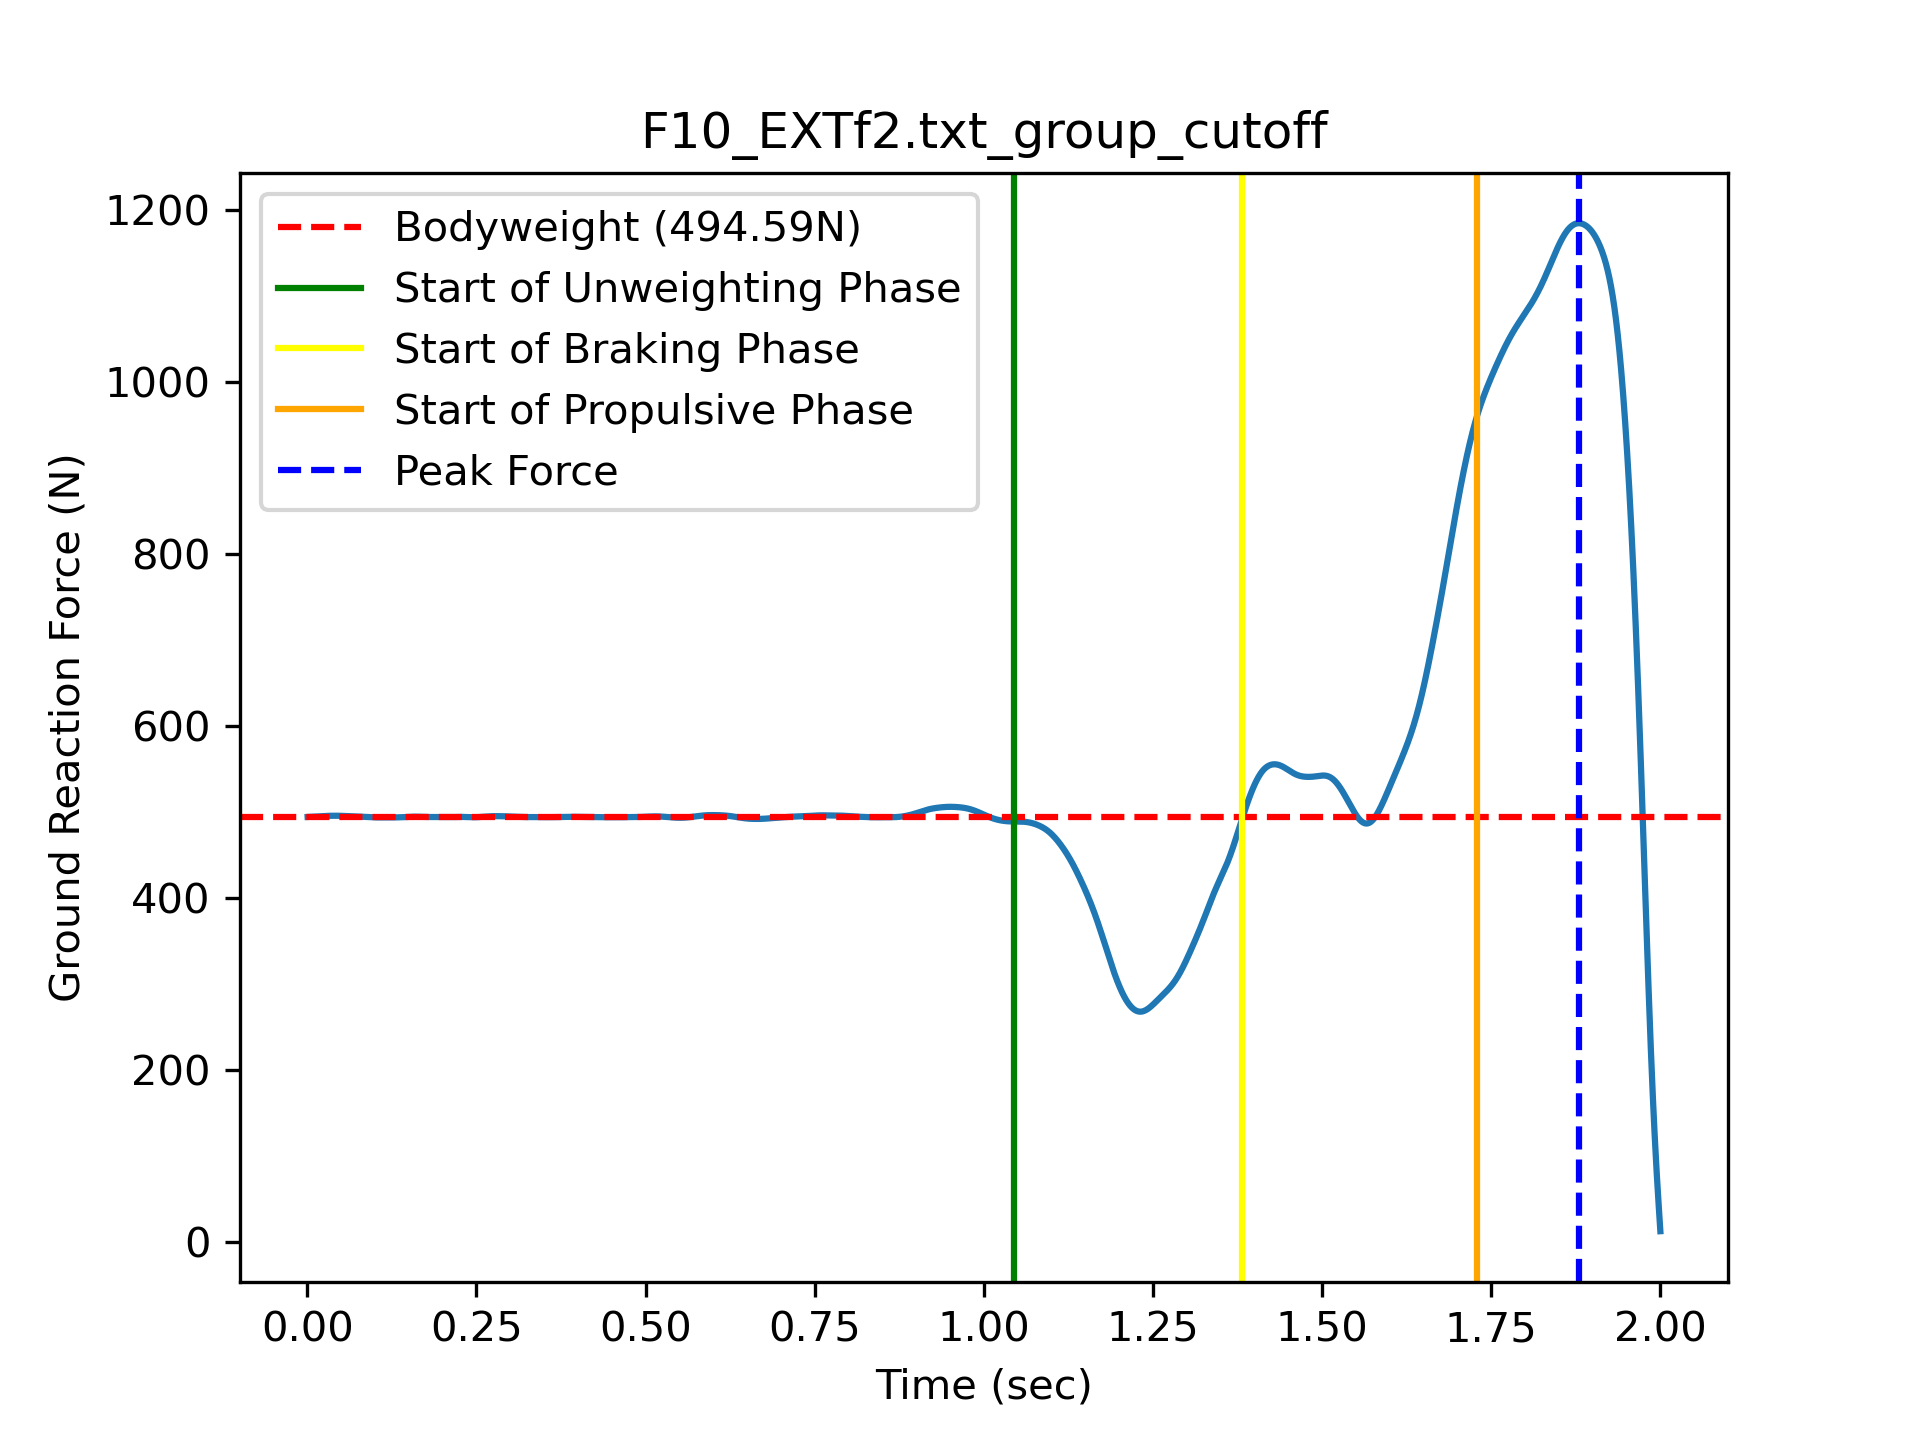 F10_EXTf2.txt_group_cutoff
Bodyweight (494.59N)
Start of Unweighting Phase
Start of Braking Phase
Start of Propulsive Phase
Peak Force
Ground Reaction Force (N)
1200
1000
800
600
400
200
0
0.00 0.25 0.50 0.75 1.00 1.25 1.50 1.75 2.00
Time (sec)